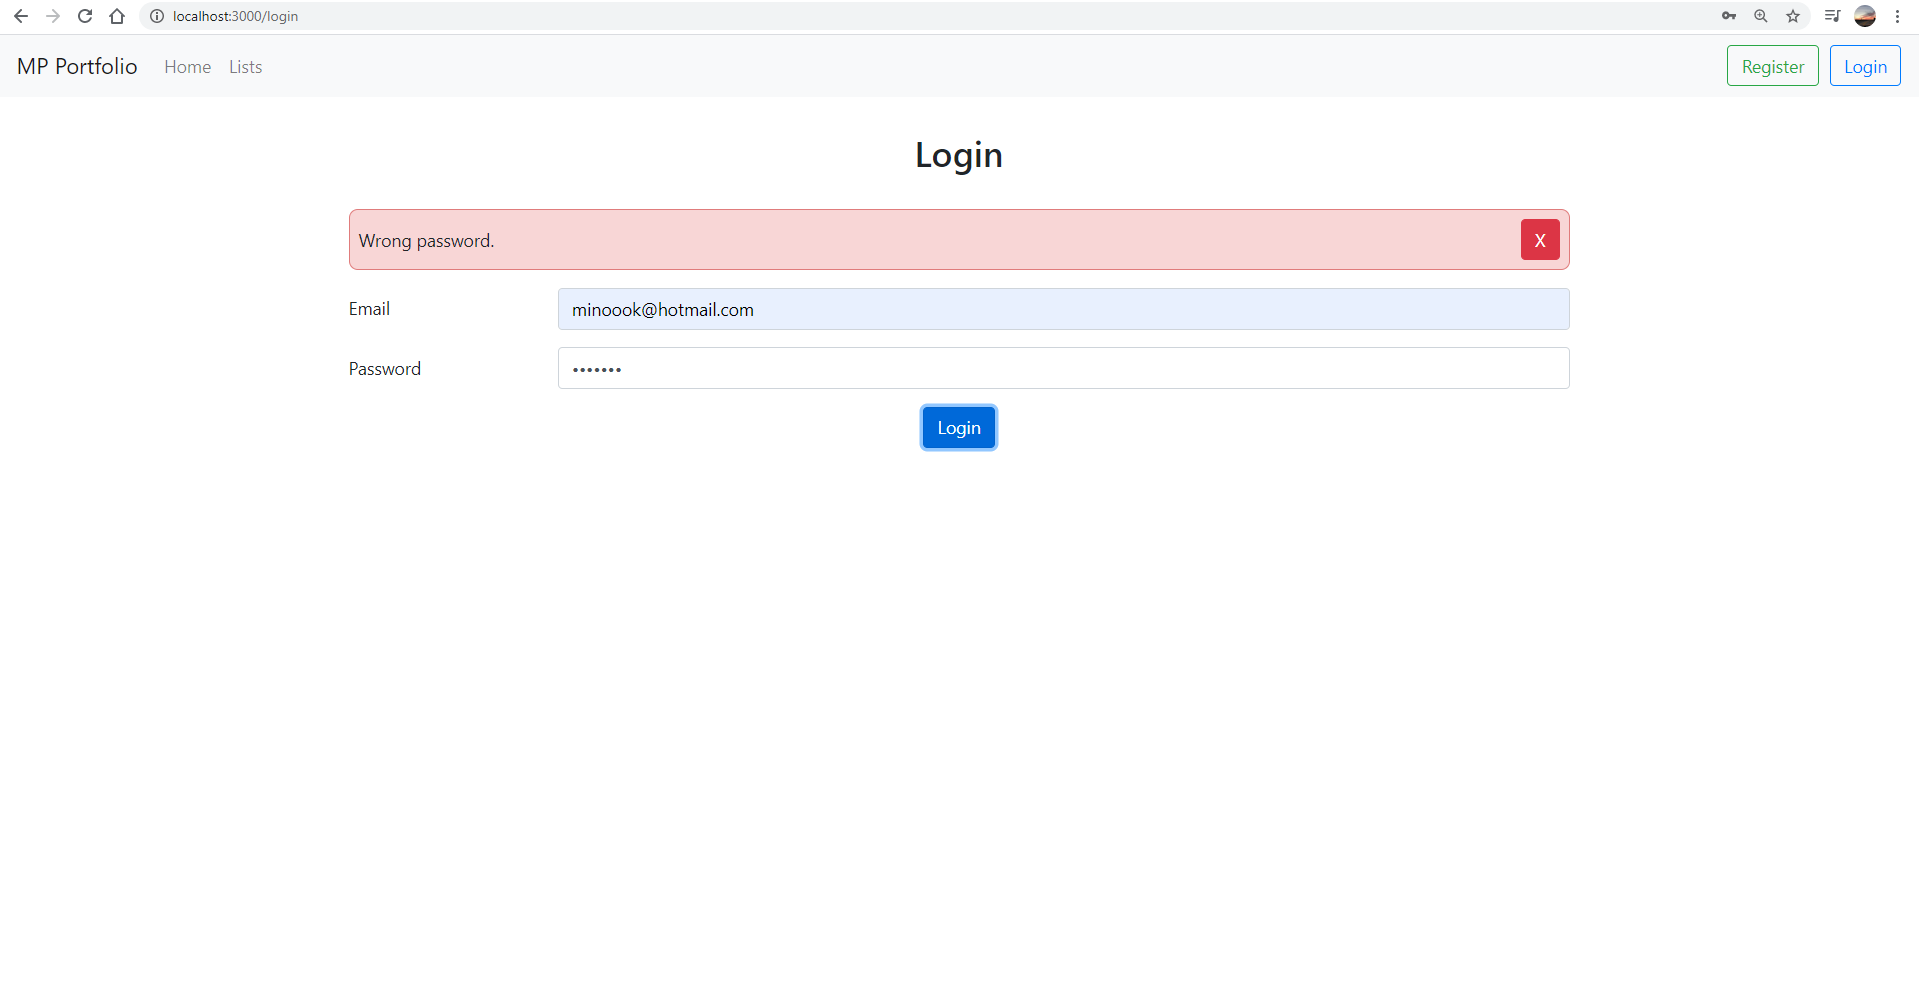 localhost:3000/login
MP Portfolio Home Lists Register Login
Login
Wrong password. X
Email minoook@hotmail.com
Password •••••••
Login